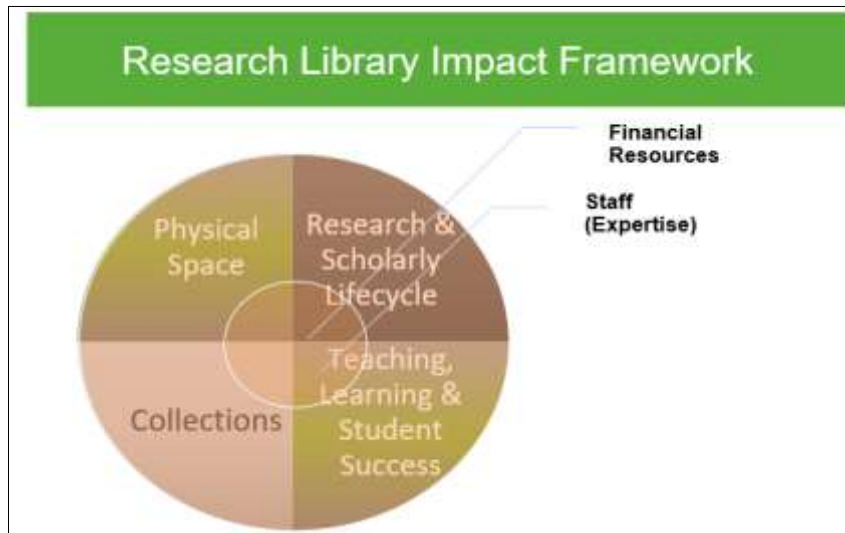 Research Library Impact Framework
Financial
Resources
Staff
(Expertise)
Physical
Space
Research &
Scholarly
Lifecycle
Collections
Teaching,
Learning &
Student
Success